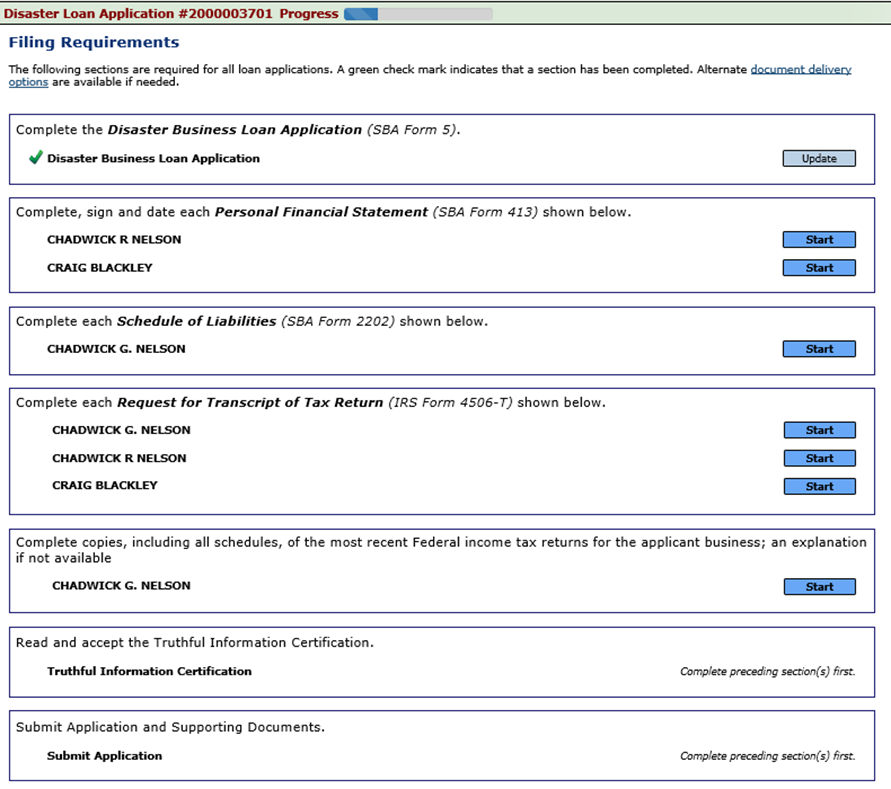 Disaster Loan Application #2000003701 Progress
Filing Requirements
The following sections are required for all loan applications. A green check mark indicates that a section has been completed. Alternate document delivery
options are available if needed.
Complete the Disaster Business Loan Application (SBA Form 5).
Disaster Business Loan Application Update
Complete, sign and date each Personal Financial Statement (SBA Form 413) shown below.
CHADWICK R NELSON Start
CRAIG BLACKLEY Start
Complete each Schedule of Liabilities (SBA Form 2202) shown below.
CHADWICK G. NELSON Start
Complete each Request for Transcript of Tax Return (IRS Form 4506-T) shown below.
CHADWICK G. NELSON Start
CHADWICK R NELSON Start
CRAIG BLACKLEY Start
Complete copies, including all schedules, of the most recent Federal income tax returns for the applicant business; an explanation
if not available
CHADWICK G. NELSON Start
Read and accept the Truthful Information Certification.
Truthful Information Certification Complete preceding section(s) first.
Submit Application and Supporting Documents.
Submit Application Complete preceding section(s) first.